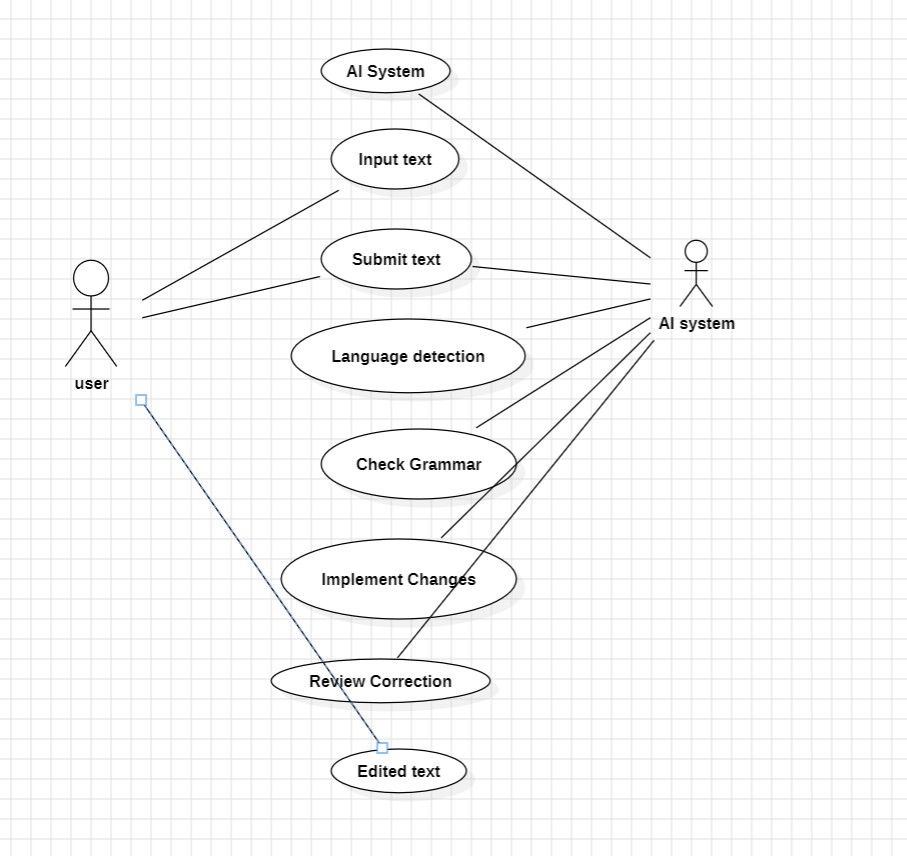 AI System
Input text
Submit text
AI system
Language detection
user
Check Grammar
Implement Changes
Review Correction
Edited text